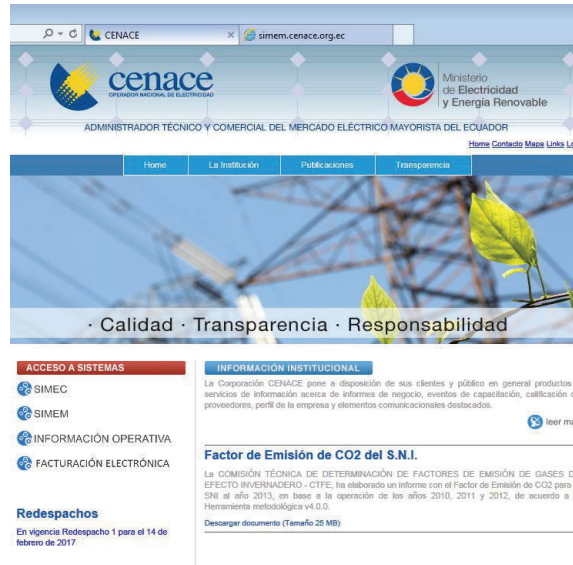 CENACE
simem.cenace.org.ec
cenace
OPERADOR NACIONAL DE ELECTRICIDAD
Ministerio
de Electricidad
y Energía Renovable
ADMINISTRADOR TÉCNICO Y COMERCIAL DEL MERCADO ELÉCTRICO MAYORISTA DEL ECUADOR
Home Contacto Mapa Links
Home La Institución Publicaciones Transparencia
· Calidad · Transparencia · Responsabilidad
ACCESO A SISTEMAS
SIMEC
SIMEM
INFORMACIÓN OPERATIVA
FACTURACIÓN ELECTRÓNICA
Redespachos
En vigencia Redespacho 1 para el 14 de
febrero de 2017
INFORMACIÓN INSTITUCIONAL
La Corporación CENACE pone a disposición de sus clientes y público en general productos
servicios de información acerca de informes de negocio, eventos de capacitación, calificación
proveedores, perfil de la empresa y elementos comunicacionales destacados.
leer
Factor de Emisión de CO2 del S.N.I.
La COMISIÓN TÉCNICA DE DETERMINACIÓN DE FACTORES DE EMISIÓN DE GASES
EFECTO INVERNADERO - CTFE, ha elaborado un informe con el Factor de Emisión de CO2 para
SNI al año 2013, en base a la operación de los años 2010, 2011 y 2012, de acuerdo a
Herramienta metodológica v4.0.0.
Descargar documento (Tamaño 25 MB)